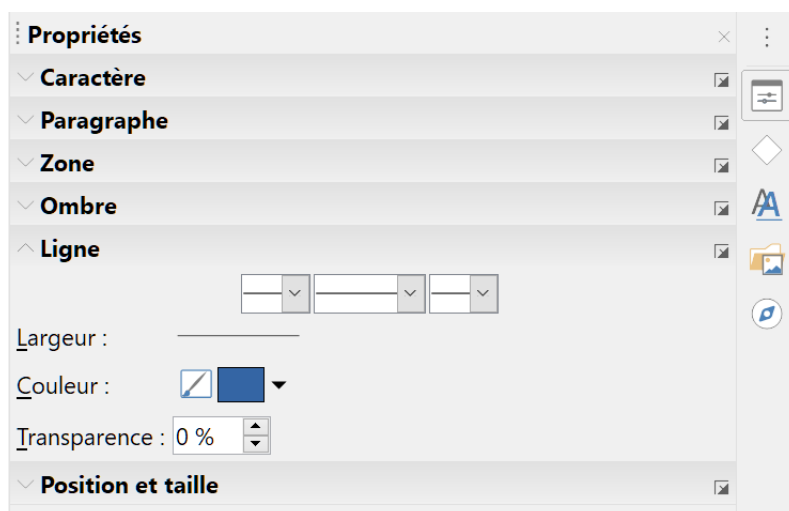 Propriétés
Caractère
Paragraphe
Zone
Ombre
Ligne
Largeur :
Couleur :
Transparence : 0 %
Position et taille